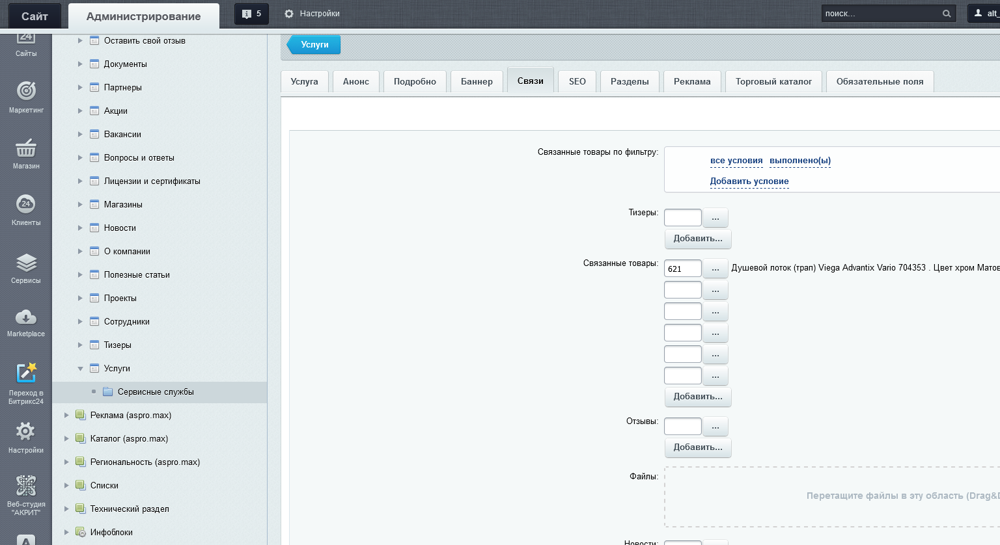 Сайт
Администрирование
5
Настройки
поиск...
alt_
24
Сайты
Маркетинг
Магазин
24
Клиенты
Сервисы
Marketplace
Переход в
Битрикс24
Настройки
Веб-студия
"АКРИТ"
A
Оставить свой отзыв
Документы
Партнеры
Акции
Вакансии
Вопросы и ответы
Лицензии и сертификаты
Магазины
Новости
О компании
Полезные статьи
Проекты
Сотрудники
Тизеры
Услуги
Сервисные службы
Реклама (aspro.max)
Каталог (aspro.max)
Региональность (aspro.max)
Списки
Технический раздел
Инфоблоки
Услуги
Услуга
Анонс
Подробно
Баннер
Связи
SEO
Разделы
Реклама
Торговый каталог
Обязательные поля
Связанные товары по фильтру:
все условия выполнено(ы)
Добавить условие
Тизеры:
...
Добавить...
Связанные товары:
621 ... Душевой лоток (трап) Viega Advantix Vario 704353 . Цвет хром Матов
...
...
...
...
...
Добавить...
Отзывы:
...
Добавить...
Файлы:
Перетащите файлы в эту область (Drag&D
Новости: